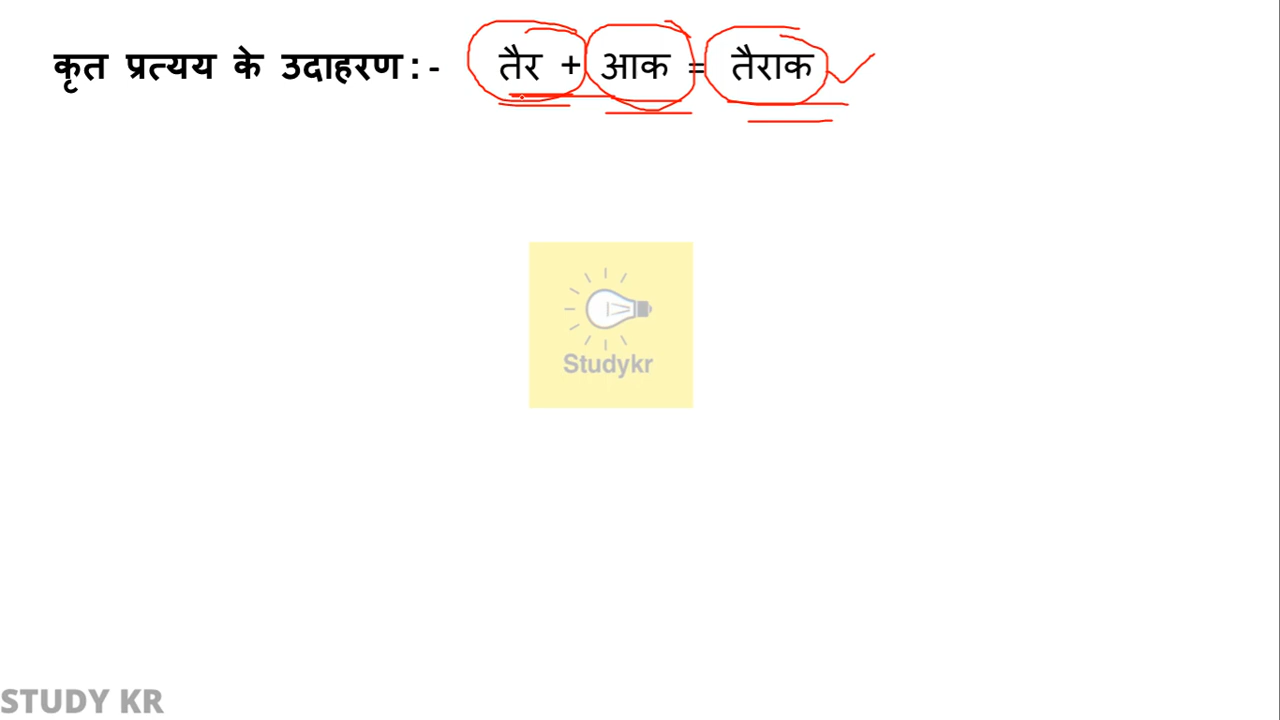 कृत प्रत्यय के उदाहरण:- तैर + आक = तैराक
Studykr
STUDY KR